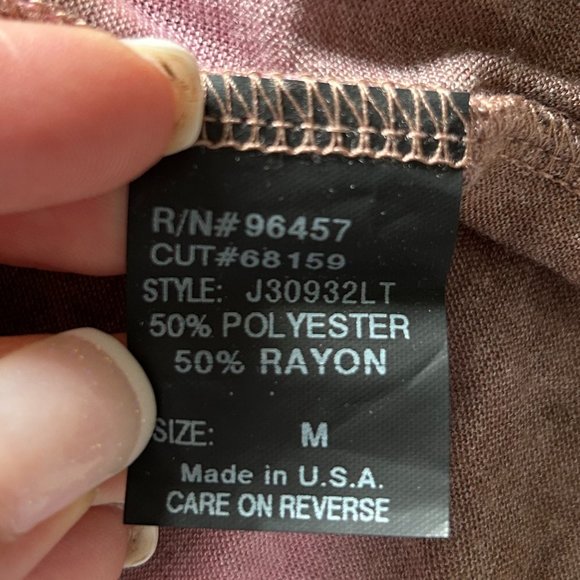 R/N# 96457
CUT#68159
STYLE: J30932LT
50% POLYESTER
50% RAYON
SIZE: M
Made in U.S.A.
CARE ON REVERSE